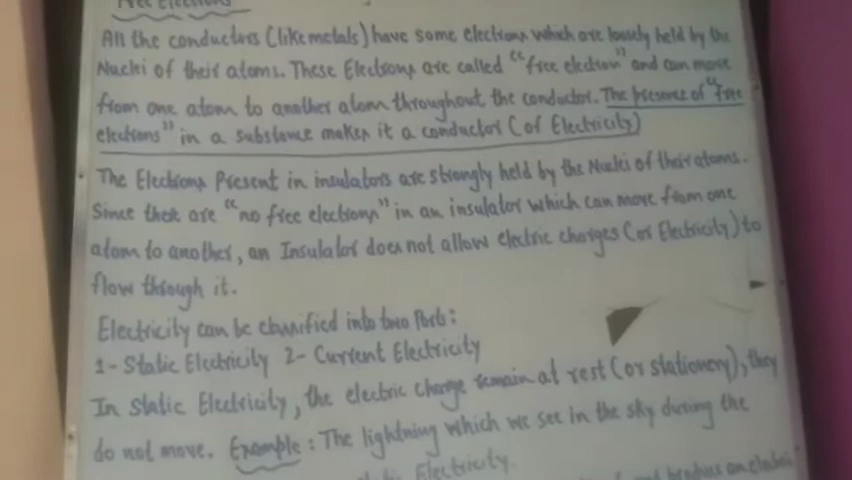 Free Electrons
All the conductors (like metals) have some electrons which are loosely held by the
Nuclei of their atoms. These Electrons are called "free electron" and can move
from one atom to another atom throughout the conductor. The presence of "free
electrons" in a substance makes it a conductor (of Electricity)
The Electrons Present in insulators are strongly held by the Nuclei of their atoms.
Since there are "no free electrons" in an insulator which can move from one
atom to another, an Insulator does not allow electric charges (or Electricity) to
flow through it.
Electricity can be classified into two Parts:
1- Static Electricity 2- Current Electricity
In Static Electricity, the electric charge remain at rest (or stationery), they
do not move. Example: The lightning which we see in the sky during the
Static Electricity.